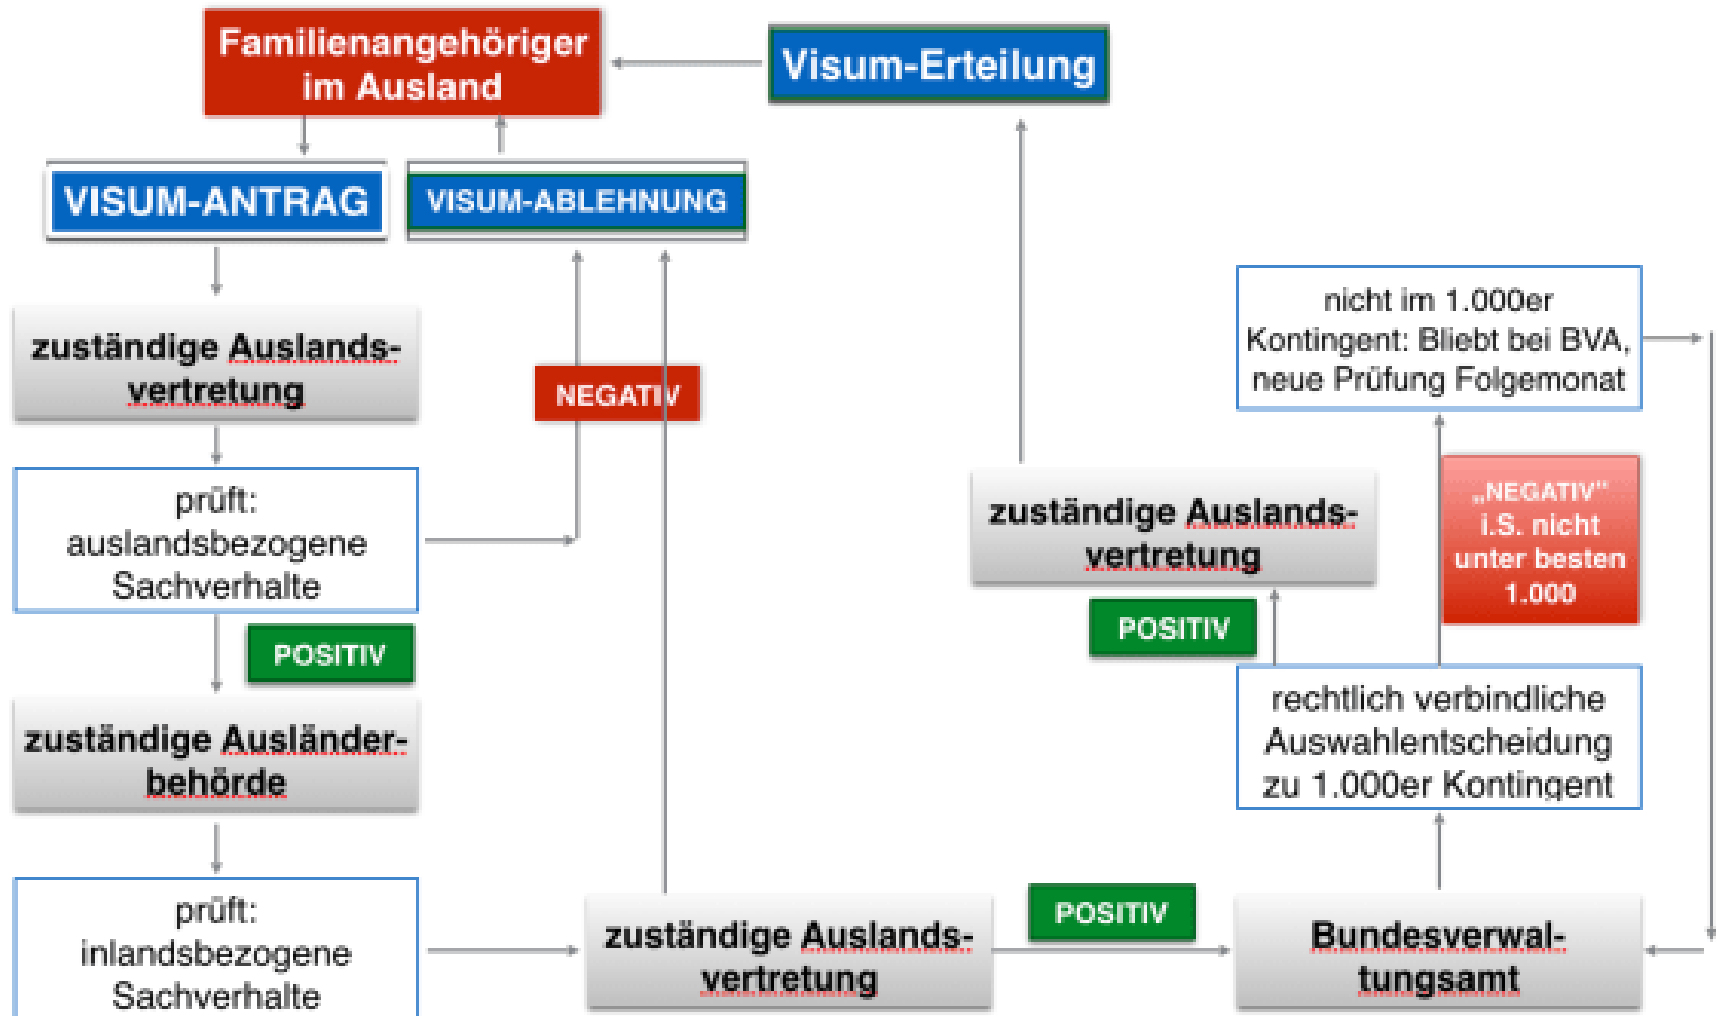 Familienangehöriger
im Ausland
Visum-Erteilung
VISUM-ANTRAG
VISUM-ABLEHNUNG
zuständige Auslands-
vertretung
NEGATIV
prüft:
auslandsbezogene
Sachverhalte
POSITIV
zuständige Ausländer-
behörde
prüft:
inlandsbezogene
Sachverhalte
zuständige Auslands-
vertretung
POSITIV
Bundesverwal-
tungsamt
rechtlich verbindliche
Auswahlentscheidung
zu 1.000er Kontingent
POSITIV
zuständige Auslands-
vertretung
„NEGATIV“
i.S. nicht
unter besten
1.000
nicht im 1.000er
Kontingent: Bliebt bei BVA,
neue Prüfung Folgemonat